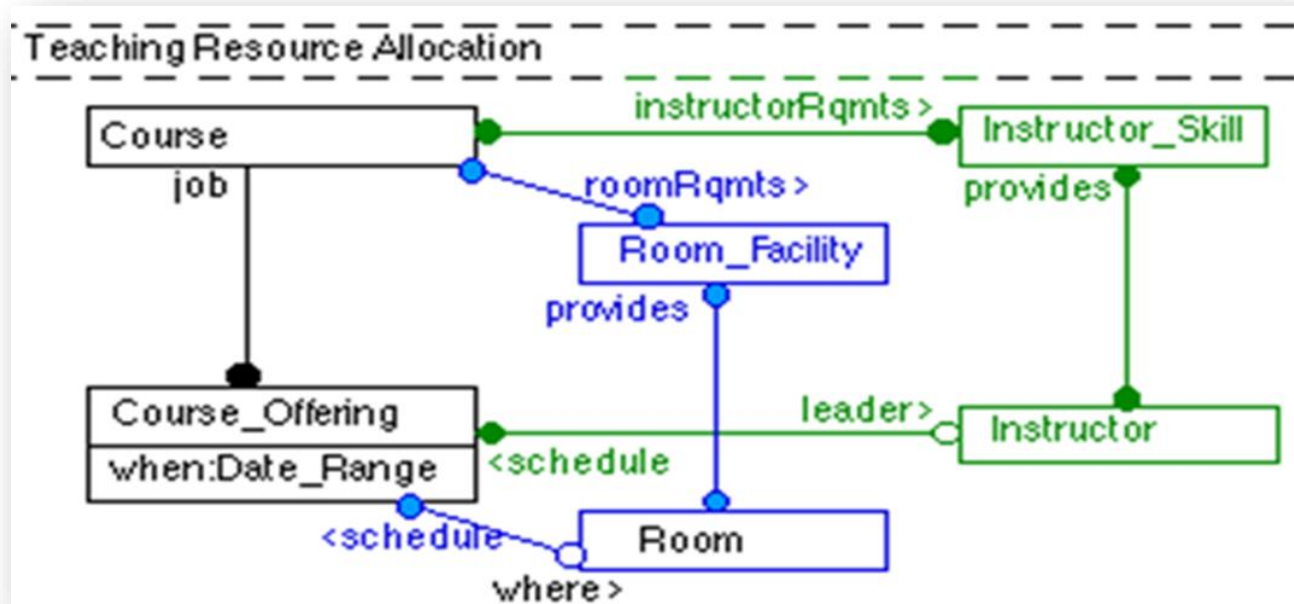 Teaching Resource Allocation
instructorRqmts >
Course
Instructor_Skill
job
roomRqmts >
provides
Room_Facility
provides
Course_Offering
leader>
Instructor
when:Date_Range
<schedule
<schedule
Room
where >